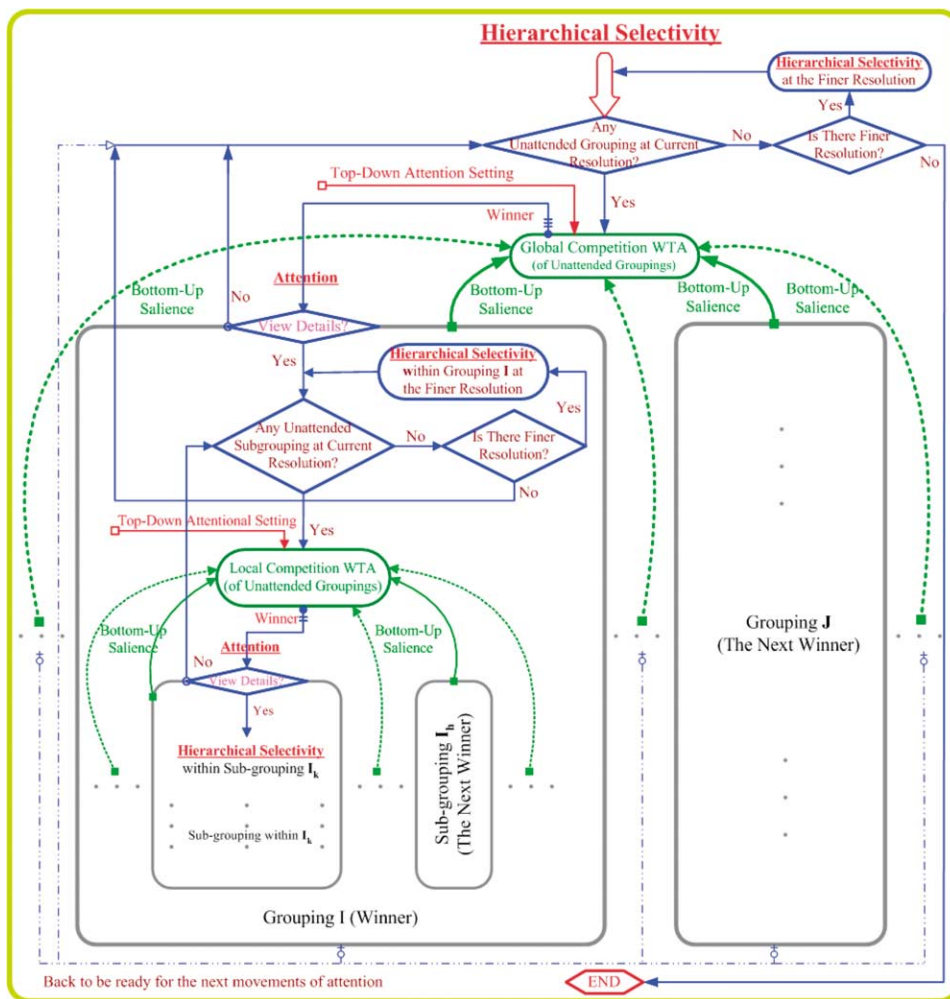 Hierarchical Selectivity
Hierarchical Selectivity
at the Finer Resolution
Yes
Any
Unattended Grouping at Current
Resolution?
No
Is There Finer
Resolution?
No
Top-Down Attention Setting
Yes
Winner
Global Competition WTA
(of Unattended Groupings)
Attention
Bottom-Up
Salience
No
Bottom-Up
Salience
Bottom-Up
Salience
Bottom-Up
Salience
View Details?
Yes
Hierarchical Selectivity
within Grouping I at
the Finer Resolution
Yes
Any Unattended
Subgrouping at Current
Resolution?
No
Is There Finer
Resolution?
No
Top-Down Attentional Setting
Yes
Local Competition WTA
(of Unattended Groupings)
Winner
Bottom-Up
Salience
Attention
Bottom-Up
Salience
Bottom-Up
Salience
No
View Details?
Yes
Grouping J
(The Next Winner)
Hierarchical Selectivity
within Sub-grouping Ik
Sub-grouping within Ik
Sub-grouping Ih
(The Next Winner)
Grouping I (Winner)
Back to be ready for the next movements of attention
END